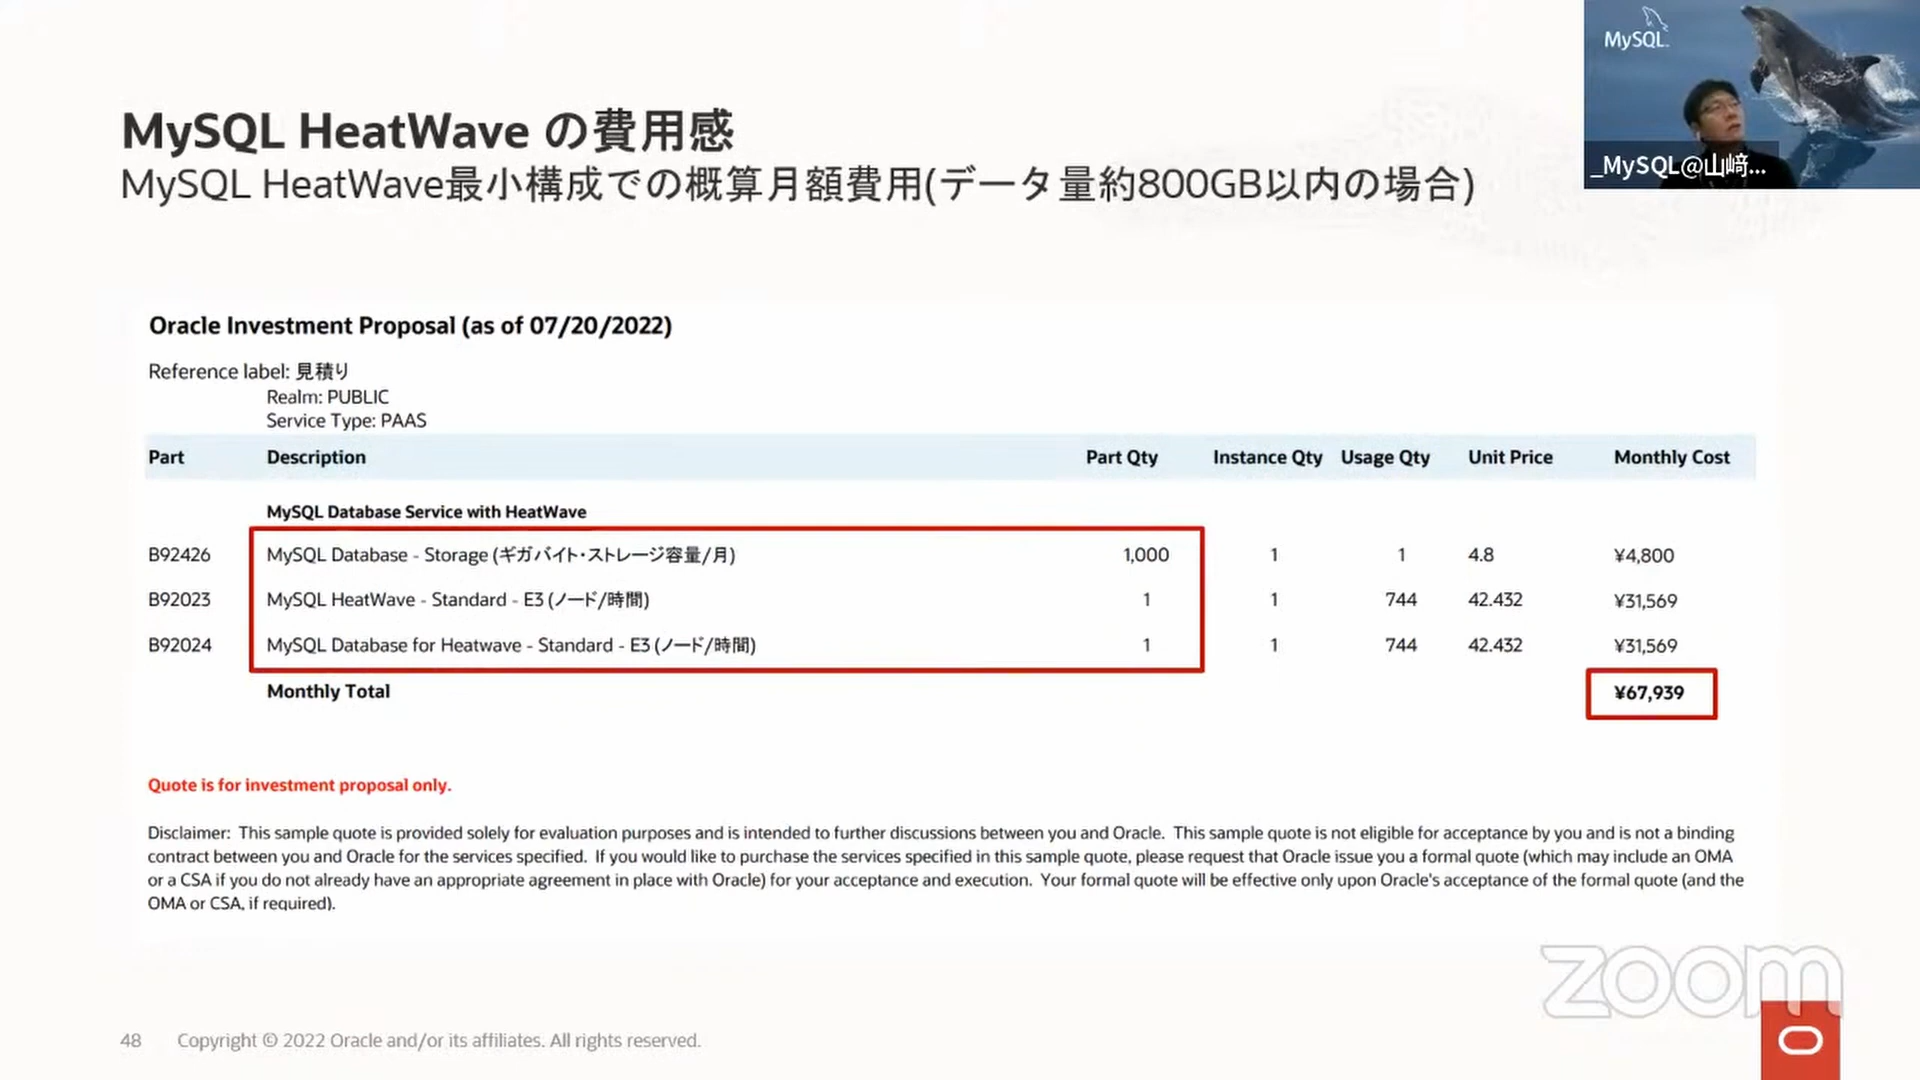 MySQL HeatWave の費用感
MySQL HeatWave最小構成での概算月額費用(データ量約800GB以内の場合)
MySQL
_MySQL@山﨑...
Oracle Investment Proposal (as of 07/20/2022)
Reference label: 見積り
Realm: PUBLIC
Service Type: PAAS
Part Description Part Qty Instance Qty Usage Qty Unit Price Monthly Cost
MySQL Database Service with HeatWave
B92426 MySQL Database - Storage (ギガバイト・ストレージ容量/月) 1,000 1 1 4.8 ¥4,800
B92023 MySQL HeatWave - Standard - E3 (ノード/時間) 1 1 744 42.432 ¥31,569
B92024 MySQL Database for Heatwave - Standard - E3 (ノード/時間) 1 1 744 42.432 ¥31,569
Monthly Total ¥67,939
Quote is for investment proposal only.
Disclaimer: This sample quote is provided solely for evaluation purposes and is intended to further discussions between you and Oracle. This sample quote is not eligible for acceptance by you and is not a binding
contract between you and Oracle for the services specified. If you would like to purchase the services specified in this sample quote, please request that Oracle issue you a formal quote (which may include an OMA
or a CSA if you do not already have an appropriate agreement in place with Oracle) for your acceptance and execution. Your formal quote will be effective only upon Oracle's acceptance of the formal quote (and the
OMA or CSA, if required).
zoom
48 Copyright © 2022 Oracle and/or its affiliates. All rights reserved.